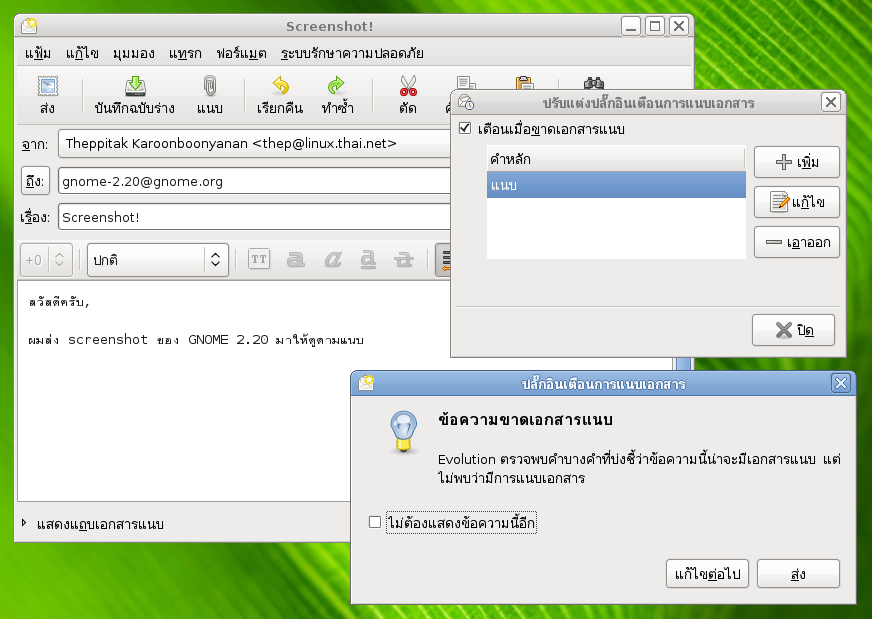 Screenshot!
แฟ้ม แก้ไข มุมมอง แทรก ฟอร์แมต ระบบรักษาความปลอดภัย
ส่ง บันทึกฉบับร่าง แนบ เรียกคืน ทำซ้ำ ตัด
จาก: Theppitak Karoonboonyanan <thep@linux.thai.net>
ถึง: gnome-2.20@gnome.org
เรื่อง: Screenshot!
+0 ปกติ TT a a a a
สวัสดีครับ,
ผมส่ง screenshot ของ GNOME 2.20 มาให้ดูตามแนบ
แสดงแถบเอกสารแนบ
ปรับแต่งปลั๊กอินเตือนการแนบเอกสาร
เตือนเมื่อขาดเอกสารแนบ
คำหลัก
แนบ
เพิ่ม
แก้ไข
เอาออก
ปิด
ปลั๊กอินเตือนการแนบเอกสาร
ข้อความขาดเอกสารแนบ
Evolution ตรวจพบคำบางคำที่บ่งชี้ว่าข้อความนี้น่าจะมีเอกสารแนบ แต่
ไม่พบว่ามีการแนบเอกสาร
ไม่ต้องแสดงข้อความนี้อีก
แก้ไขต่อไป ส่ง